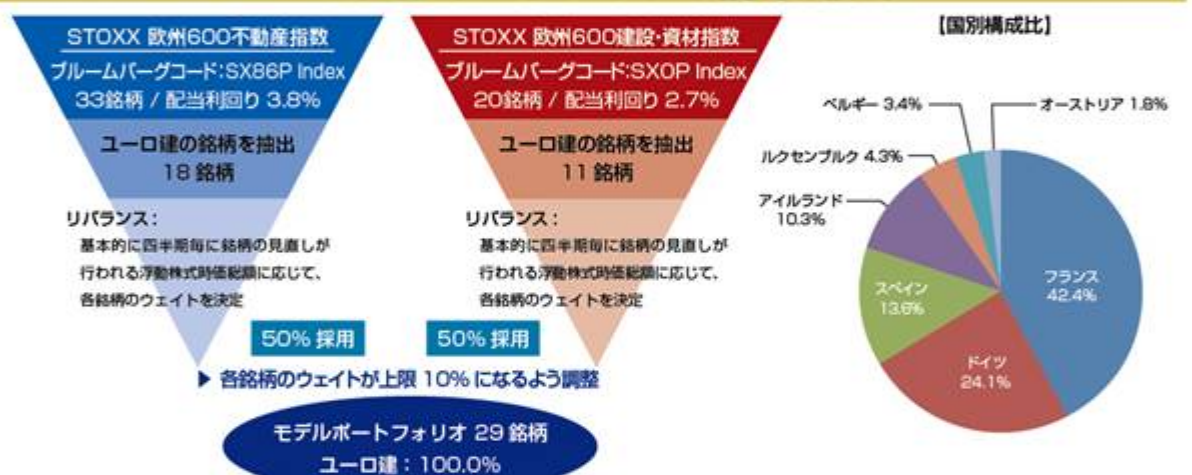 STOXX 欧州600不動産指数
ブルームバーグコード:SX86P Index
33銘柄 / 配当利回り 3.8%
ユーロ建の銘柄を抽出
18 銘柄
リバランス：
基本的に四半期毎に銘柄の見直しが
行われる浮動株式時価総額に応じて、
各銘柄のウェイトを決定
50% 採用
STOXX 欧州600建設・資材指数
ブルームバーグコード:SXOP Index
20銘柄 / 配当利回り 2.7%
ユーロ建の銘柄を抽出
11 銘柄
リバランス：
基本的に四半期毎に銘柄の見直しが
行われる浮動株式時価総額に応じて、
各銘柄のウェイトを決定
50% 採用
▶ 各銘柄のウェイトが上限 10% になるよう調整
モデルポートフォリオ 29 銘柄
ユーロ建：100.0%
【国別構成比】
ベルギー 3.4%
オーストリア 1.8%
ルクセンブルク 4.3%
アイルランド
10.3%
スペイン
13.6%
フランス
42.4%
ドイツ
24.1%